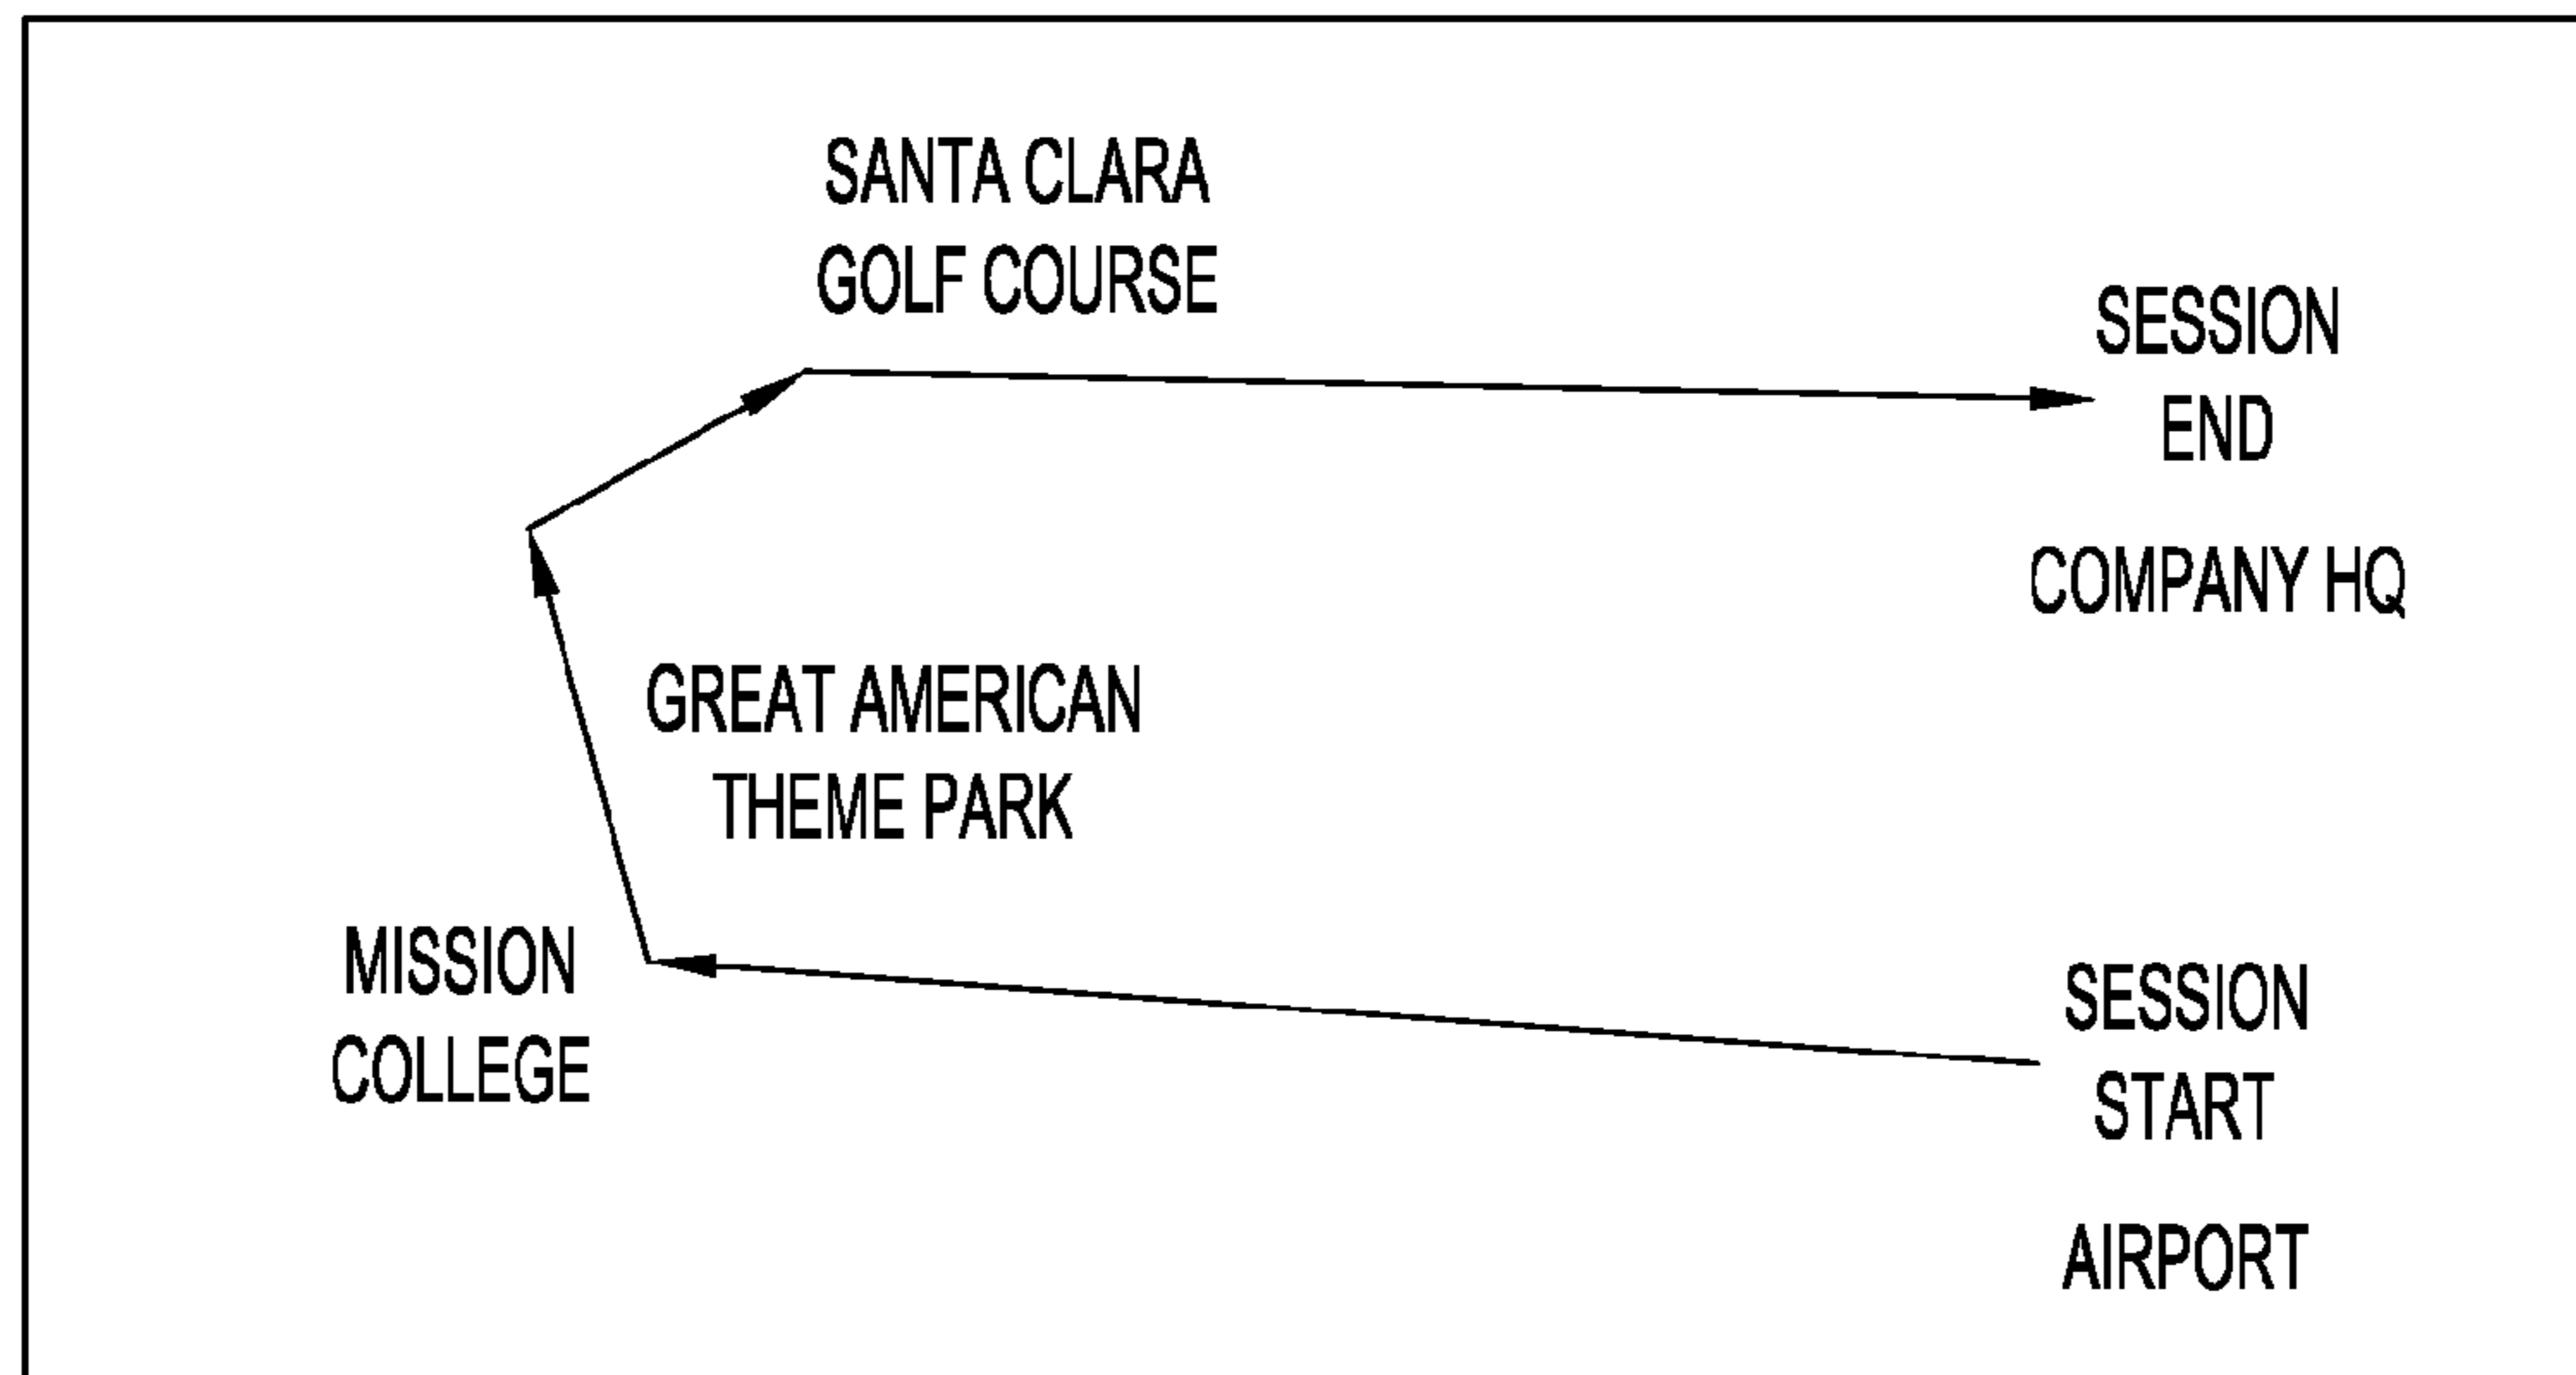 SANTA CLARA
GOLF COURSE
SESSION
END
COMPANY HQ
GREAT AMERICAN
THEME PARK
MISSION
COLLEGE
SESSION
START
AIRPORT